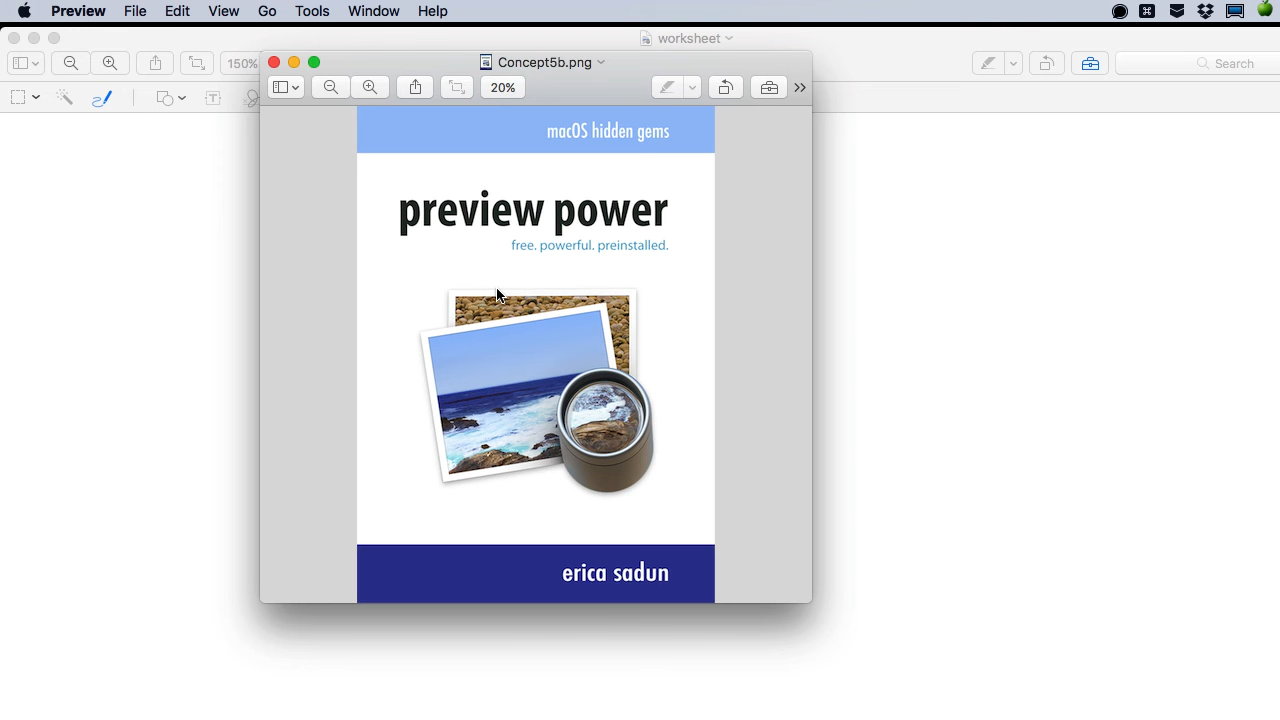 Preview File Edit View Go Tools Window Help
worksheet
150%
Search
Concept5b.png
20%
macOS hidden gems
preview power
free. powerful. preinstalled.
erica sadun